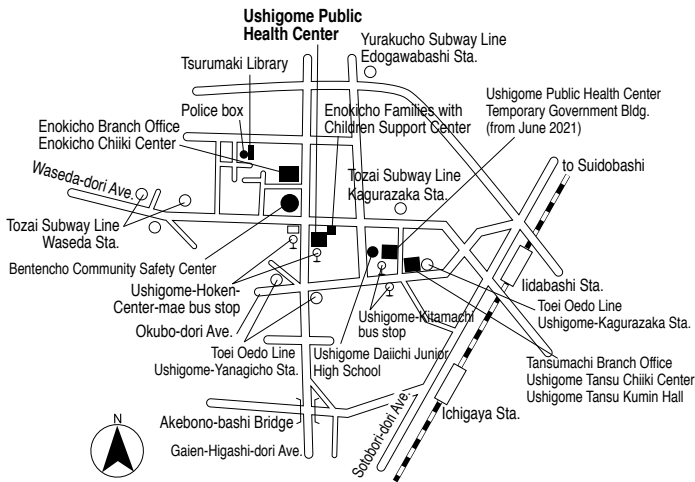 Ushigome Public
Health Center
Yurakucho Subway Line
Edogawabashi Sta.
Tsurumaki Library
Ushigome Public Health Center
Temporary Government Bldg.
(from June 2021)
Police box
Enokicho Families with
Children Support Center
Enokicho Branch Office
Enokicho Chiiki Center
to Suidobashi
Waseda-dori Ave.
Tozai Subway Line
Kagurazaka Sta.
Tozai Subway Line
Waseda Sta.
Bentencho Community Safety Center
Ushigome-Hoken-
Center-mae bus stop
Iidabashi Sta.
Toei Oedo Line
Ushigome-Kagurazaka Sta.
Ushigome-Kitamachi
bus stop
Okubo-dori Ave.
Toei Oedo Line
Ushigome-Yanagicho Sta.
Ushigome Daiichi Junior
High School
Tansumachi Branch Office
Ushigome Tansu Chiiki Center
Ushigome Tansu Kumin Hall
Sotobori-dori Ave.
Ichigaya Sta.
Akebono-bashi Bridge
Gaien-Higashi-dori Ave.
N